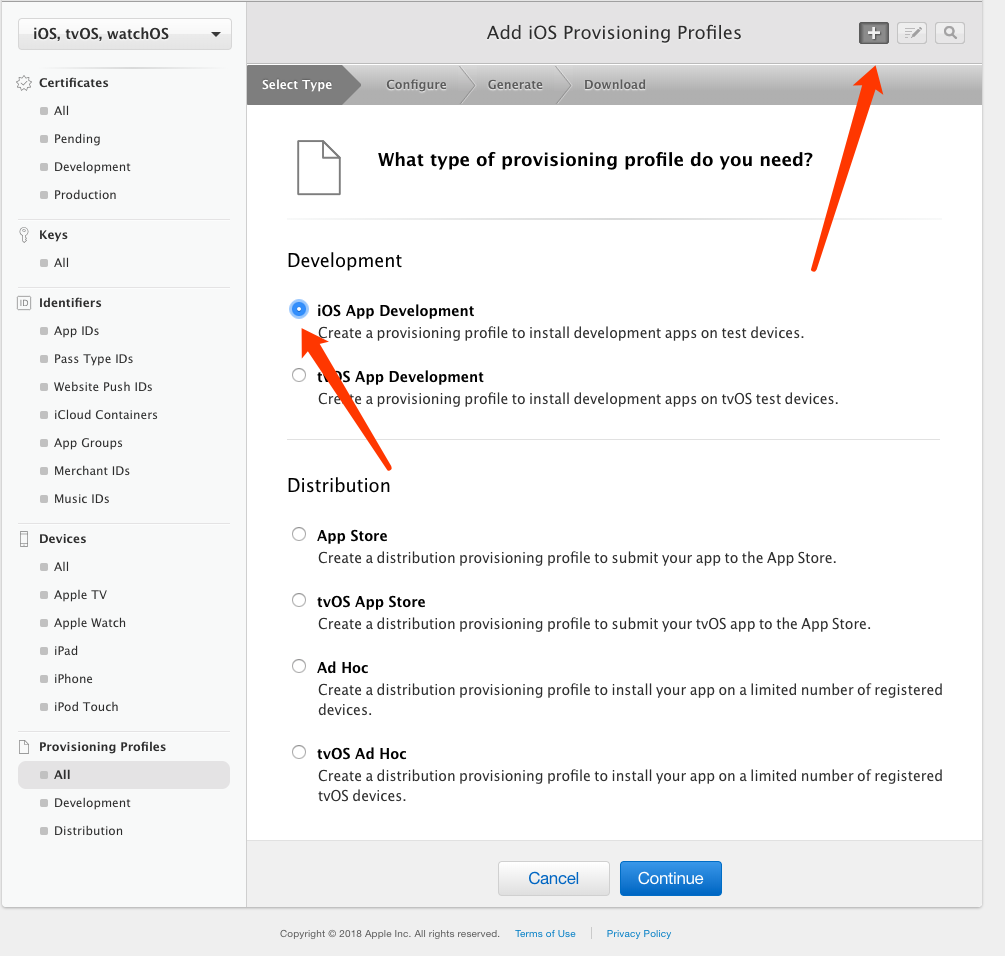 iOS, tvOS, watchOS
Certificates
All
Pending
Development
Production
Keys
All
ID Identifiers
App IDs
Pass Type IDs
Website Push IDs
iCloud Containers
App Groups
Merchant IDs
Music IDs
Devices
All
Apple TV
Apple Watch
iPad
iPhone
iPod Touch
Provisioning Profiles
All
Development
Distribution
Add iOS Provisioning Profiles
Select Type Configure Generate Download
What type of provisioning profile do you need?
Development
iOS App Development
Create a provisioning profile to install development apps on test devices.
tvOS App Development
Create a provisioning profile to install development apps on tvOS test devices.
Distribution
App Store
Create a distribution provisioning profile to submit your app to the App Store.
tvOS App Store
Create a distribution provisioning profile to submit your tvOS app to the App Store.
Ad Hoc
Create a distribution provisioning profile to install your app on a limited number of registered
devices.
tvOS Ad Hoc
Create a distribution provisioning profile to install your app on a limited number of registered
tvOS devices.
Cancel Continue
Copyright © 2018 Apple Inc. All rights reserved. Terms of Use Privacy Policy